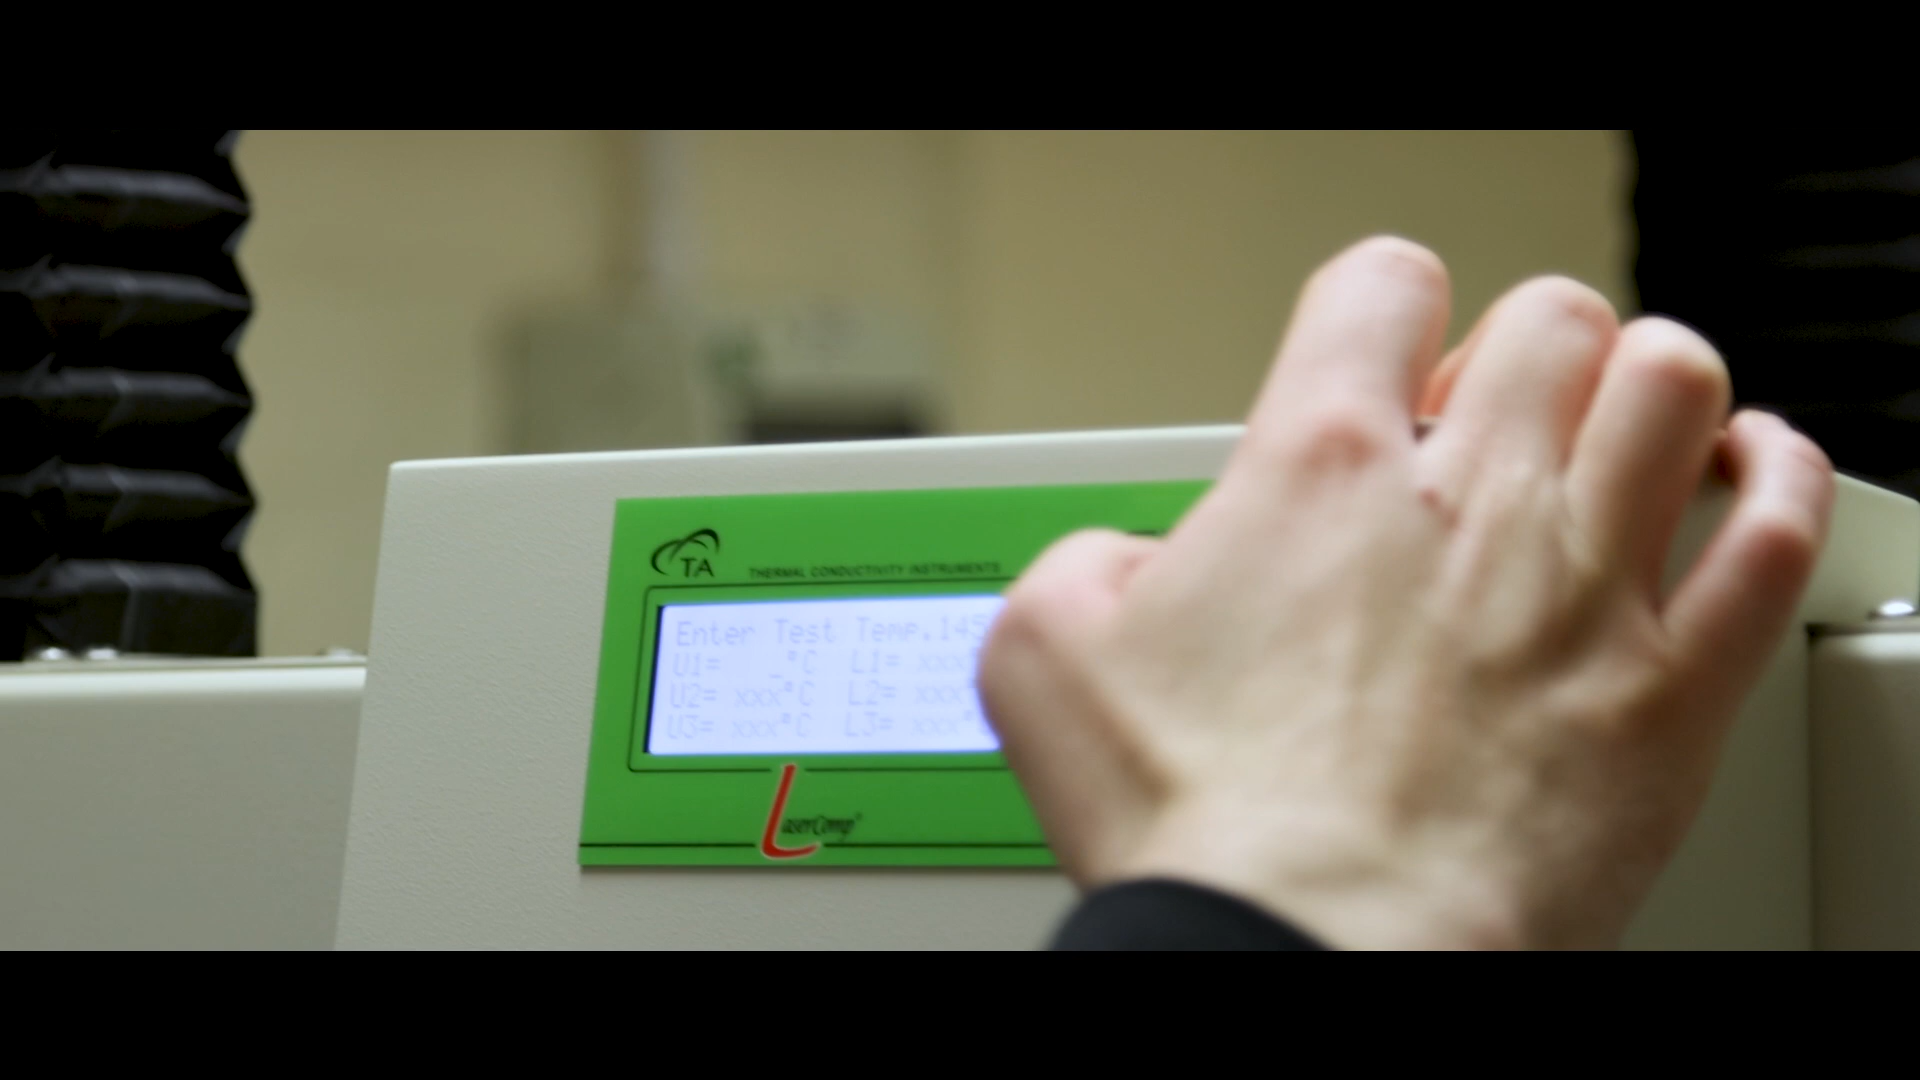 TA
THERMAL CONDUCTIVITY INSTRUMENTS
Enter Test Temp.145
U1= _°C L1= xxx
U2= xxx°C L2= xxx°
U3= xxx°C L3= xxx°
LaserComp®